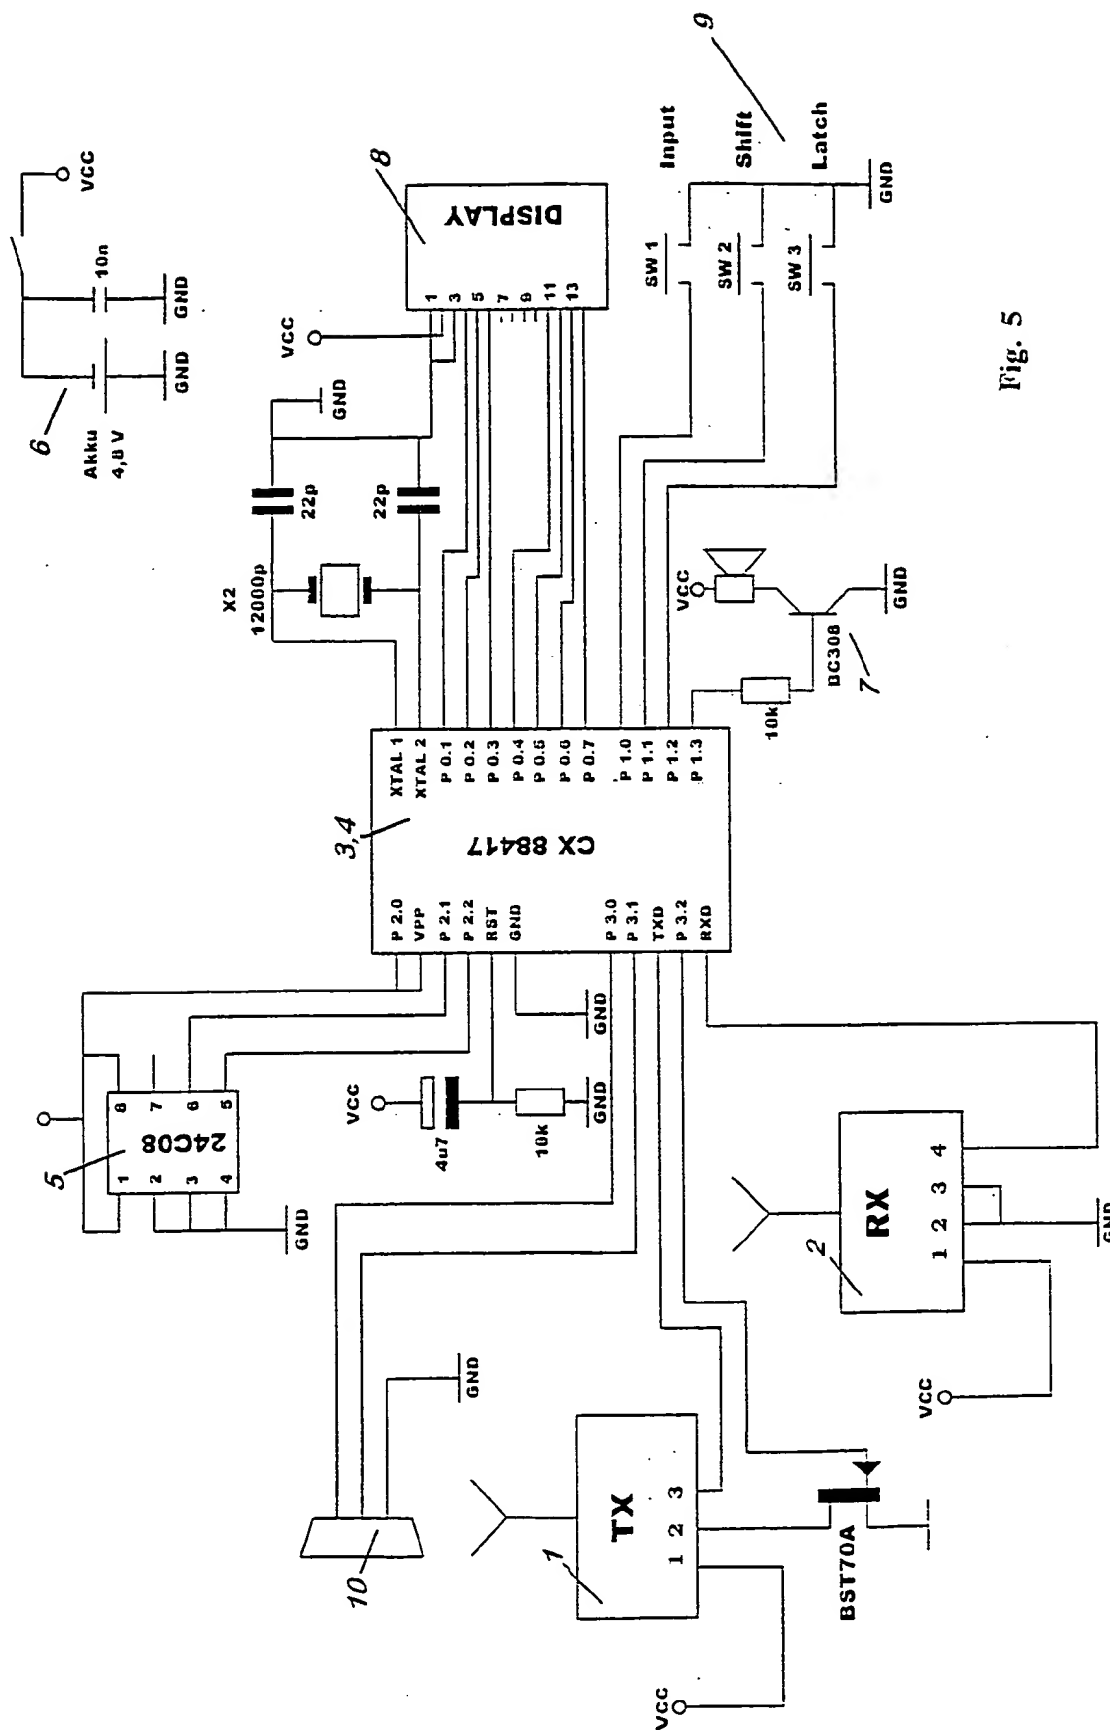 6
Akku
4,8 V
10n
GND
GND
VCC
X2
12000p
22p
22p
GND
VCC
8
DISPLAY
1
3
5
7
9
11
13
9
Input
Shift
Latch
SW 1
SW 2
SW 3
GND
3,4
CX 88417
XTAL 1
XTAL 2
P 0.1
P 0.2
P 0.3
P 0.4
P 0.5
P 0.6
P 0.7
P 1.0
P 1.1
P 1.2
P 1.3
P 2.0
VPP
P 2.1
P 2.2
RST
GND
P 3.0
P 3.1
TXD
P 3.2
RXD
10k
VCC
BC308
7
GND
5
24C08
1
2
3
4
8
7
6
5
GND
VCC
4u7
10k
GND
GND
10
GND
1
TX
1 2 3
VCC
BST70A
2
RX
1 2 3 4
VCC
GND
Fig. 5